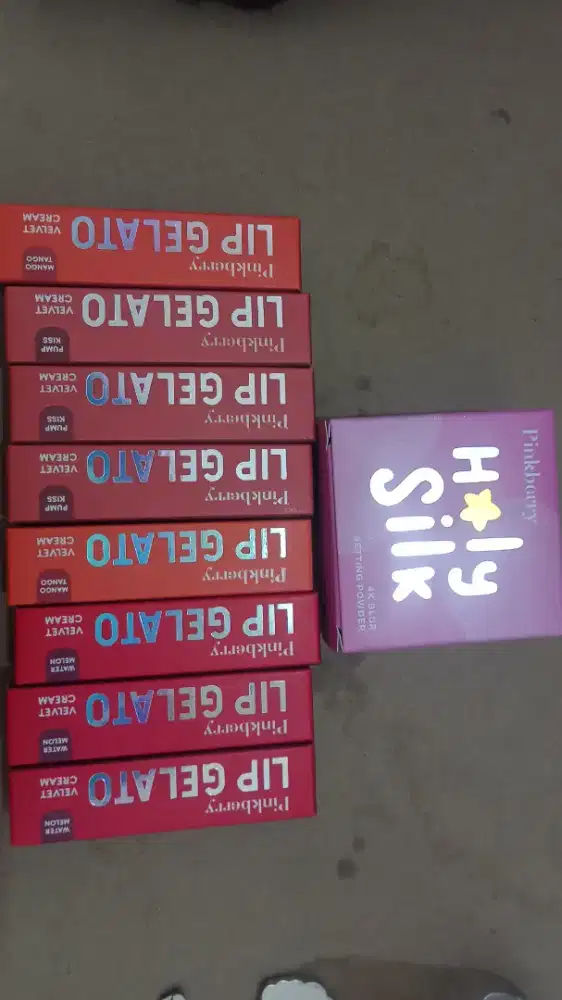 Pinkberry
LIP GELATO
VELVET
CREAM
MANGO
TANGO
Pinkberry
LIP GELATO
VELVET
CREAM
PUMP
KISS
Pinkberry
LIP GELATO
VELVET
CREAM
PUMP
KISS
Pinkberry
LIP GELATO
VELVET
CREAM
PUMP
KISS
Pinkberry
LIP GELATO
VELVET
CREAM
MANGO
TANGO
Pinkberry
LIP GELATO
VELVET
CREAM
WATER
MELON
Pinkberry
LIP GELATO
VELVET
CREAM
WATER
MELON
Pinkberry
LIP GELATO
VELVET
CREAM
WATER
MELON
Pinkberry
Holy
Silk
4K BLUR
SETTING POWDER